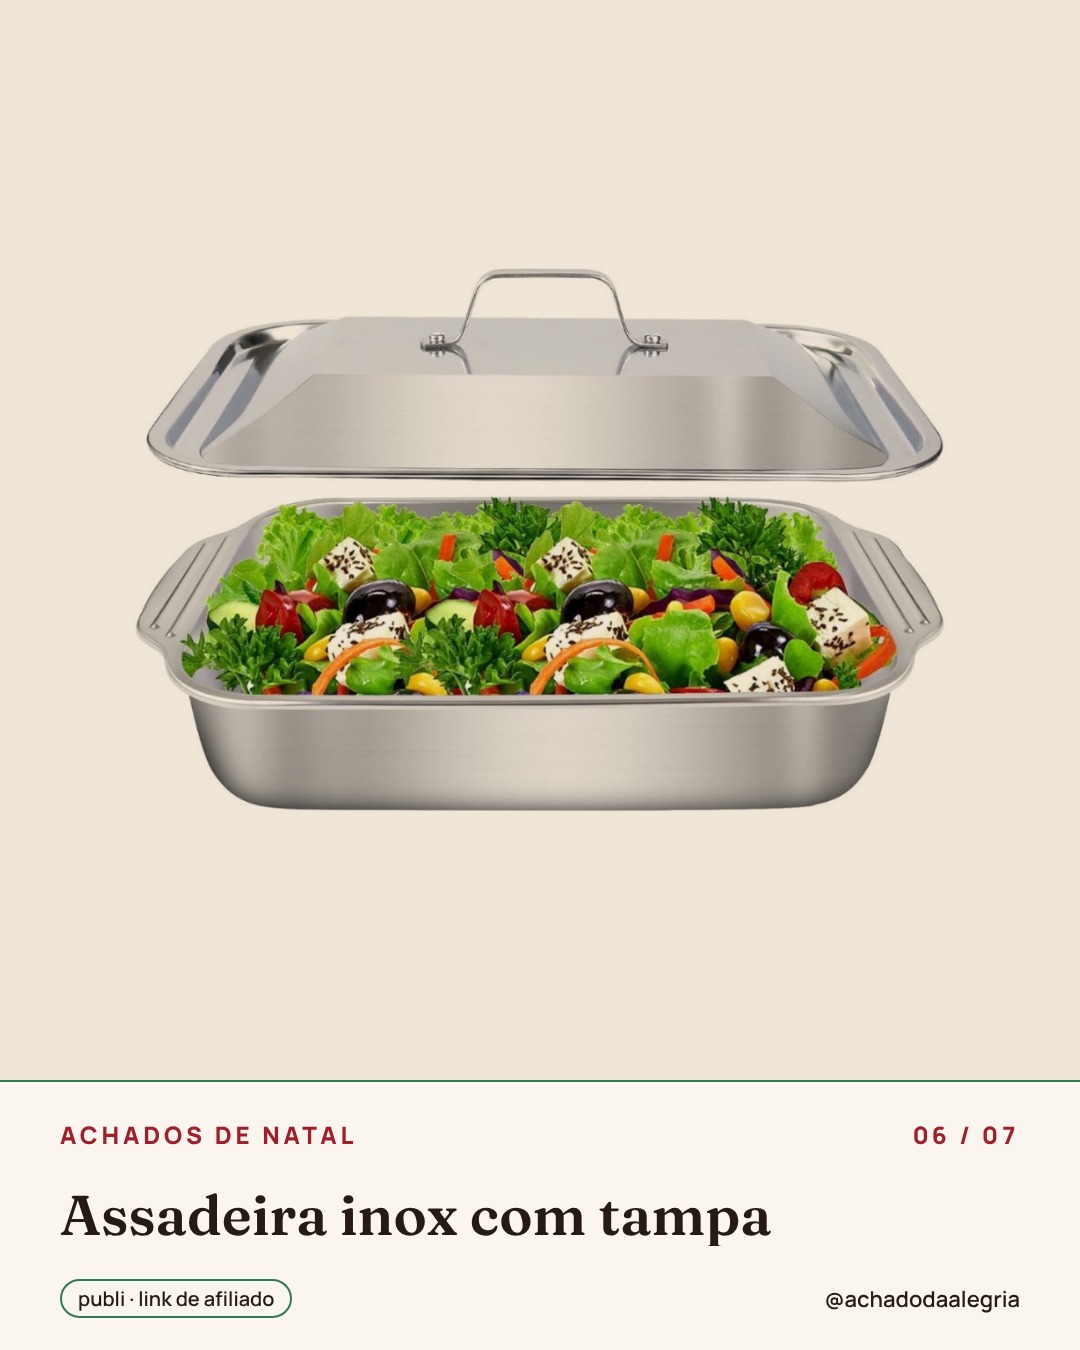 ACHADOS DE NATAL
06 / 07
Assadeira inox com tampa
publi · link de afiliado
@achadodaalegria